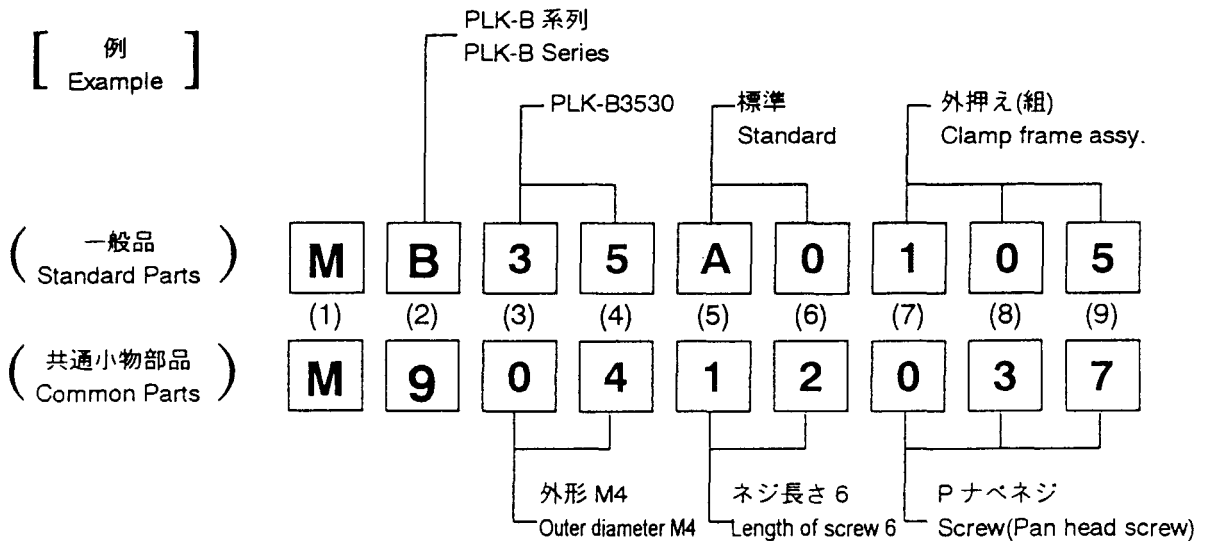 PLK-B 系列
PLK-B Series
[ 例 ]
Example
PLK-B3530
標準
Standard
外押え(組)
Clamp frame assy.
( 一般品 )
Standard Parts
M B 3 5 A 0 1 0 5
(1) (2) (3) (4) (5) (6) (7) (8) (9)
( 共通小物部品 )
Common Parts
M 9 0 4 1 2 0 3 7
外形 M4
Outer diameter M4
ネジ長さ 6
Length of screw 6
P ナベネジ
Screw(Pan head screw)